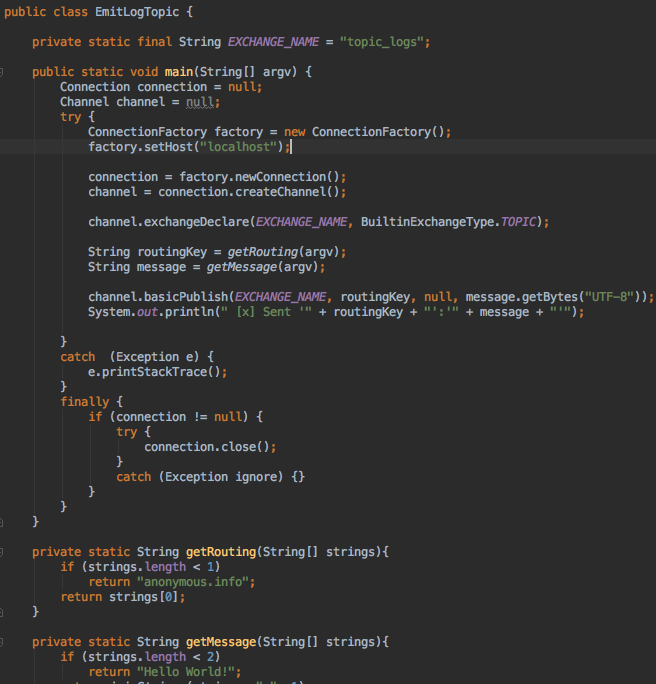 public class EmitLogTopic {
private static final String EXCHANGE_NAME = "topic_logs";
public static void main(String[] argv) {
Connection connection = null;
Channel channel = null;
try {
ConnectionFactory factory = new ConnectionFactory();
factory.setHost("localhost");
connection = factory.newConnection();
channel = connection.createChannel();
channel.exchangeDeclare(EXCHANGE_NAME, BuiltinExchangeType.TOPIC);
String routingKey = getRouting(argv);
String message = getMessage(argv);
channel.basicPublish(EXCHANGE_NAME, routingKey, null, message.getBytes("UTF-8"));
System.out.println(" [x] Sent '" + routingKey + "':'" + message + "'");
}
catch  (Exception e) {
e.printStackTrace();
}
finally {
if (connection != null) {
try {
connection.close();
}
catch (Exception ignore) {}
}
}
}
private static String getRouting(String[] strings){
if (strings.length < 1)
return "anonymous.info";
return strings[0];
}
private static String getMessage(String[] strings){
if (strings.length < 2)
return "Hello World!";